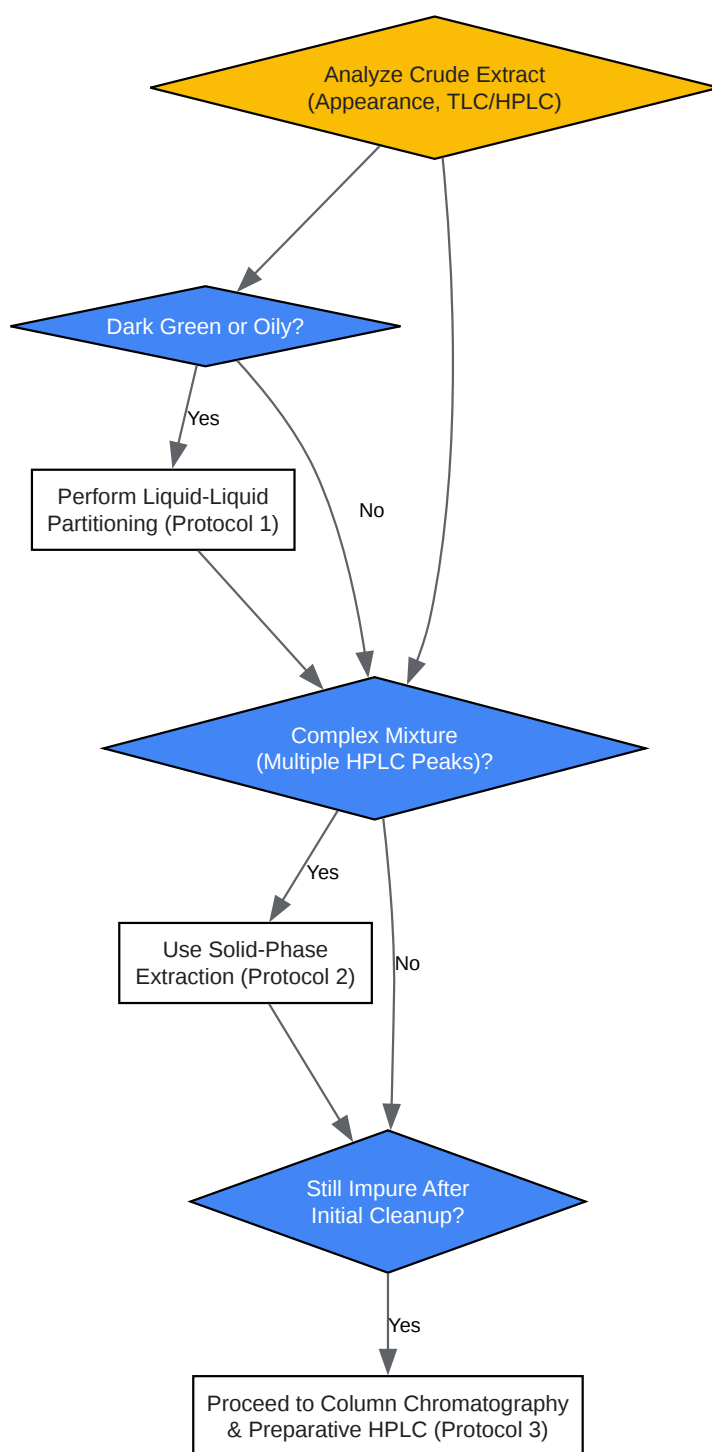 Analyze Crude Extract
(Appearance, TLC/HPLC)
Dark Green or Oily?
Yes
Perform Liquid-Liquid
Partitioning (Protocol 1)
No
Complex Mixture
(Multiple HPLC Peaks)?
Yes
Use Solid-Phase
Extraction (Protocol 2)
No
Still Impure After
Initial Cleanup?
Yes
Proceed to Column Chromatography
& Preparative HPLC (Protocol 3)